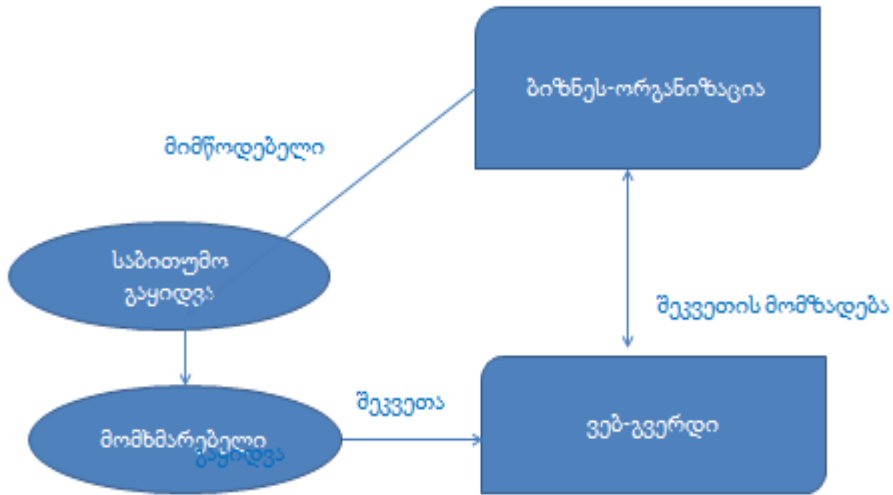 ბიზნეს-ორგანიზაცია
მიმწოდებელი
საბითუმო
გაყიდვა
შეკვეთის მომზადება
შეკვეთა
ვებ-გვერდი
მომხმარებელი
გაყიდვა